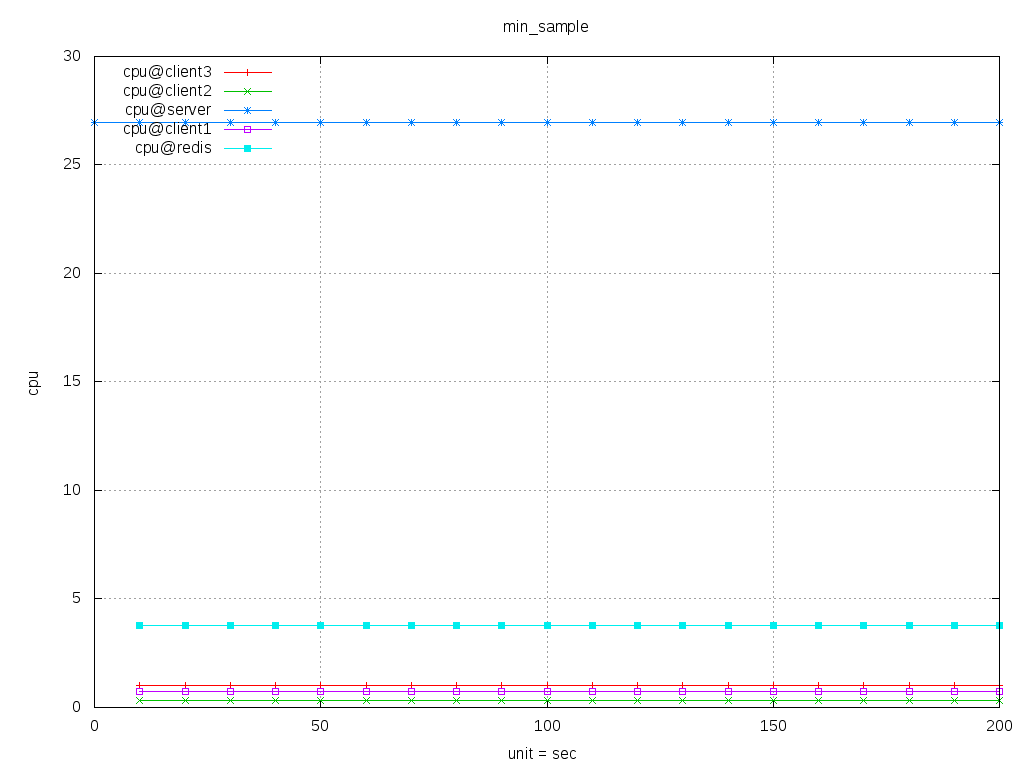 min_sample
30
cpu@client3
cpu@client2
cpu@server
cpu@client1
cpu@redis
25
20
15
cpu
10
5
0
0 50 100 150 200
unit = sec